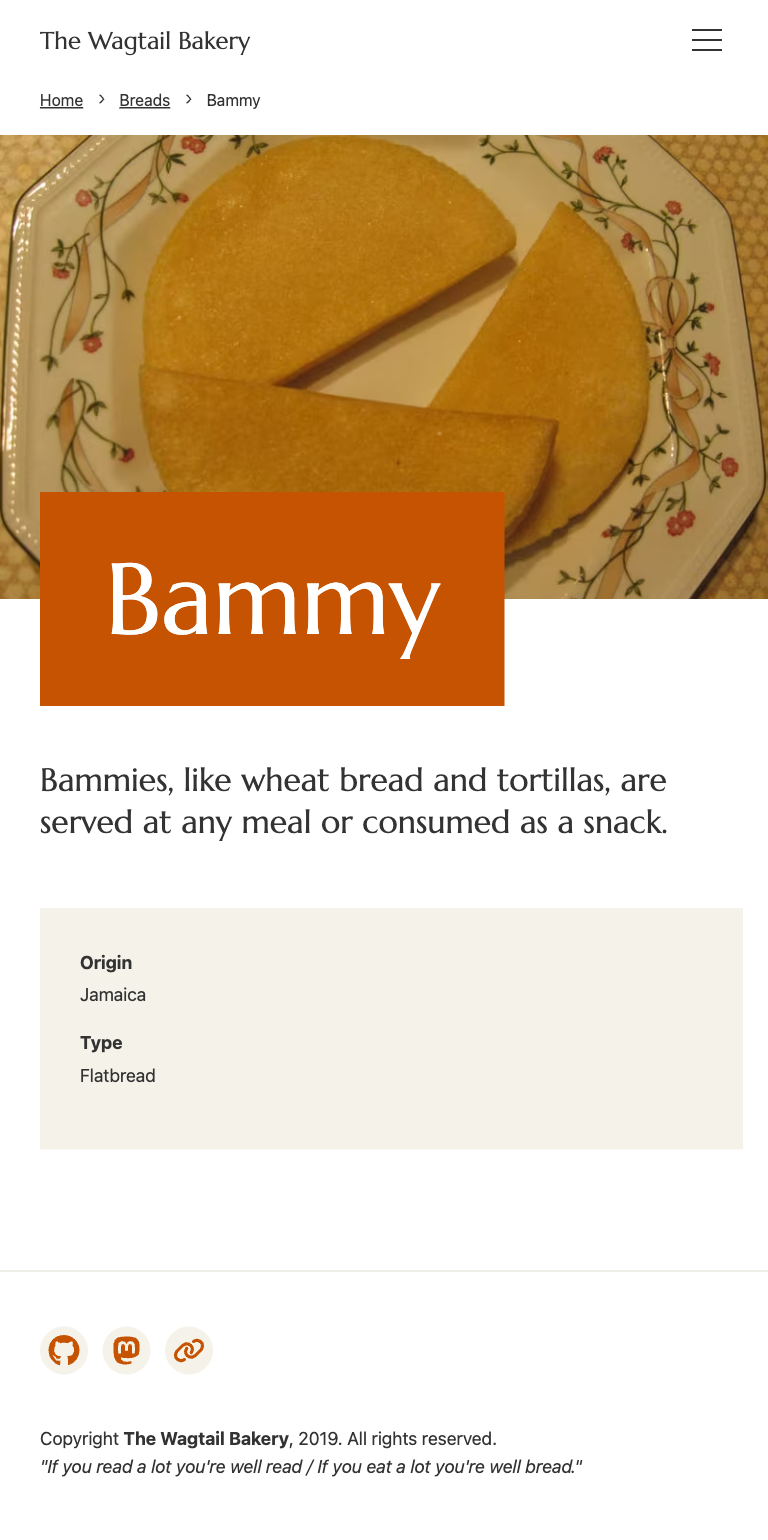 The Wagtail Bakery
Home > Breads > Bammy
Bammy
Bammies, like wheat bread and tortillas, are
served at any meal or consumed as a snack.
Origin
Jamaica
Type
Flatbread
Copyright The Wagtail Bakery, 2019. All rights reserved.
"If you read a lot you're well read / If you eat a lot you're well bread."